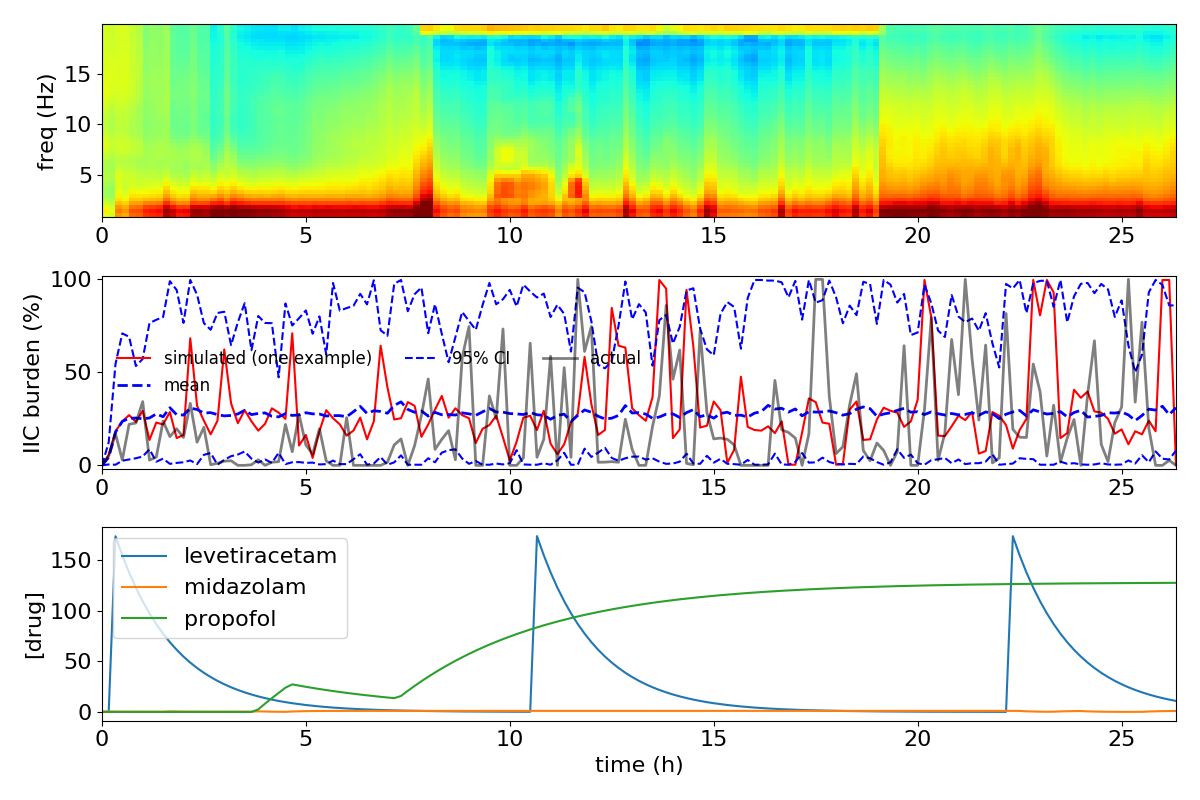 freq (Hz)
15
10
5
0 5 10 15 20 25
IIC burden (%)
100
50
0
simulated (one example) 95% CI actual
mean
0 5 10 15 20 25
[drug]
150
100
50
0
levetiracetam
midazolam
propofol
0 5 10 15 20 25
time (h)